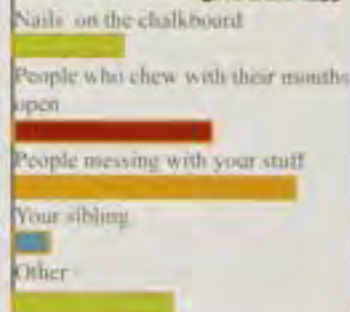 Nails on the chalkboard
People who chew with their mouths
open
People messing with your stuff
Your sibling
Other